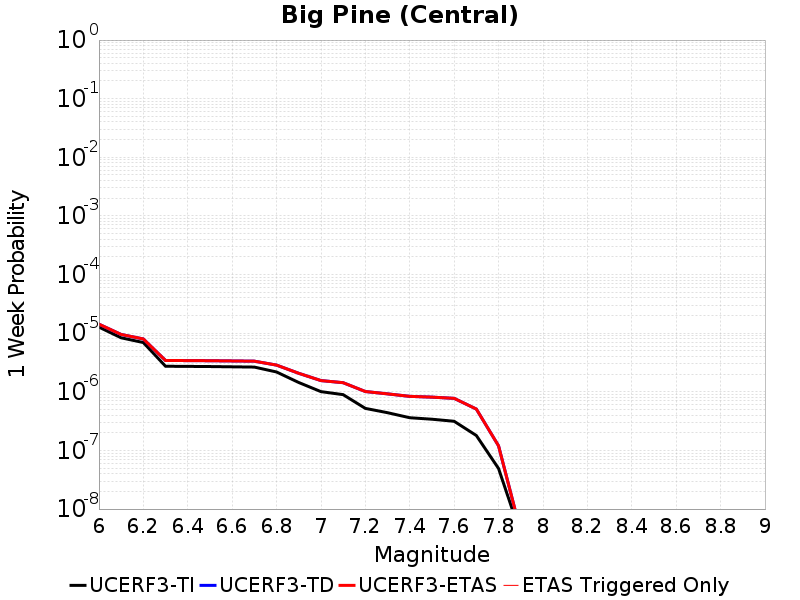 Big Pine (Central)
1 Week Probability
10^0
10^-1
10^-2
10^-3
10^-4
10^-5
10^-6
10^-7
10^-8
6 6.2 6.4 6.6 6.8 7 7.2 7.4 7.6 7.8 8 8.2 8.4 8.6 8.8 9
Magnitude
UCERF3-TI UCERF3-TD UCERF3-ETAS ETAS Triggered Only